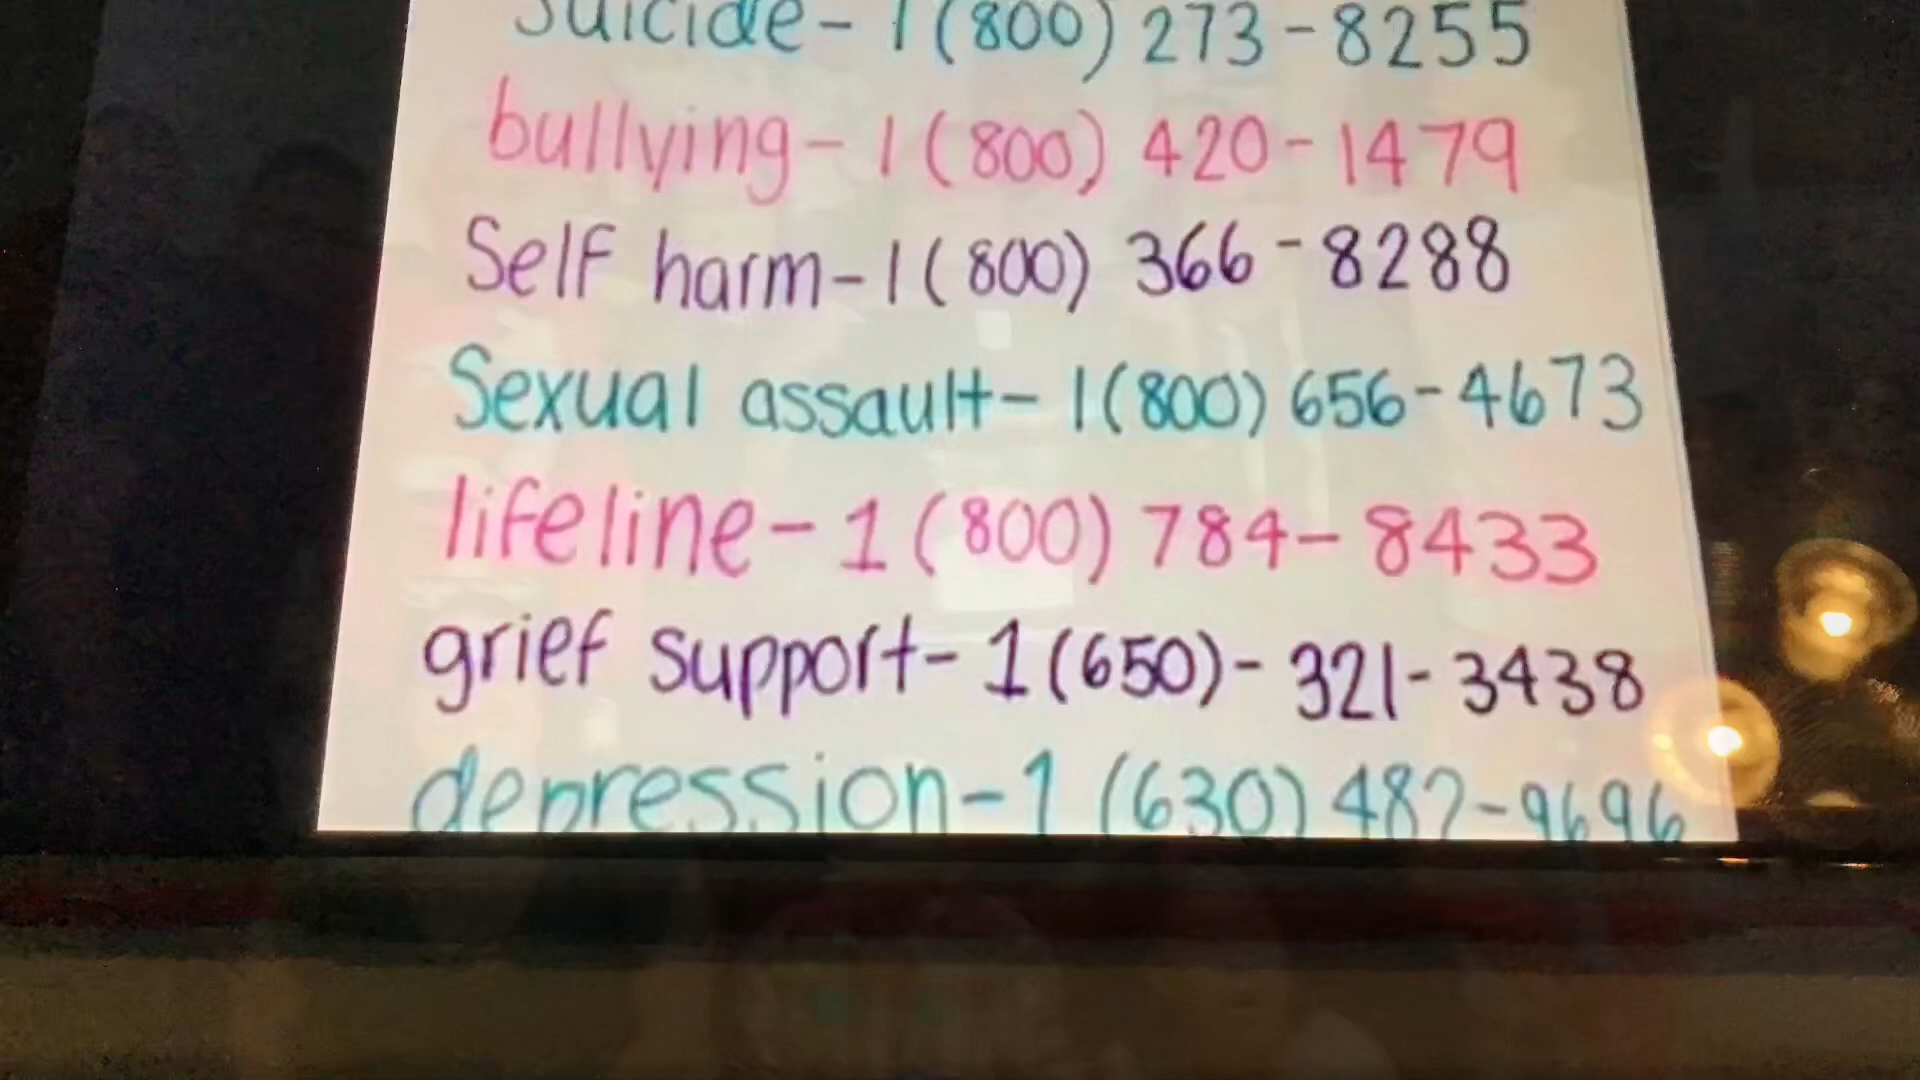 Suicide- 1 (800) 273-8255
bullying- 1 (800) 420-1479
Self harm-1 (800) 366-8288
Sexual assault- 1(800) 656-4673
lifeline- 1 (800) 784-8433
grief support- 1(650)- 321-3438
depression-1 (630) 482-9696